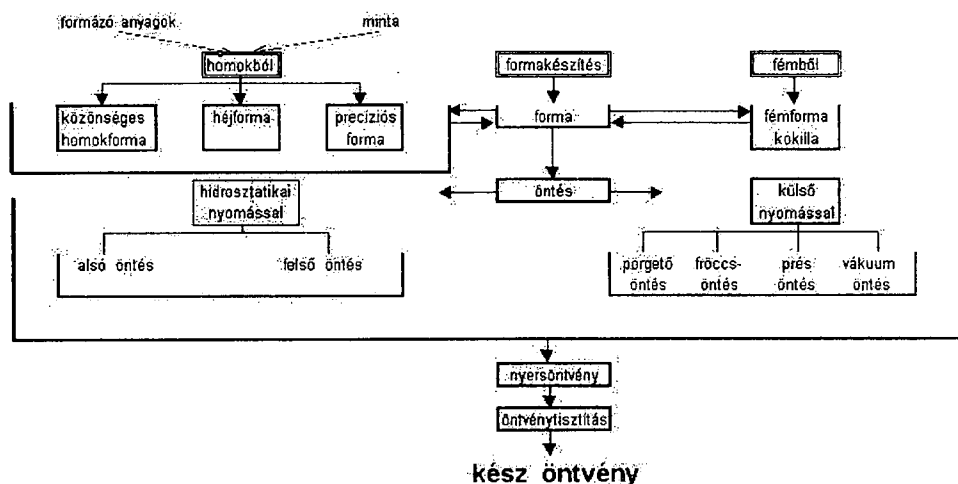 formázó anyagok
minta
homokból
formakészítés
fémből
közönséges
homokforma
héjforma
precíziós
forma
forma
fémforma
kokilla
hidrosztatikai
nyomással
öntés
külső
nyomással
alsó öntés
felső öntés
pörgető
öntés
fröccs-
öntés
prés
öntés
vákuum
öntés
nyersöntvény
öntvénytisztítás
kész öntvény